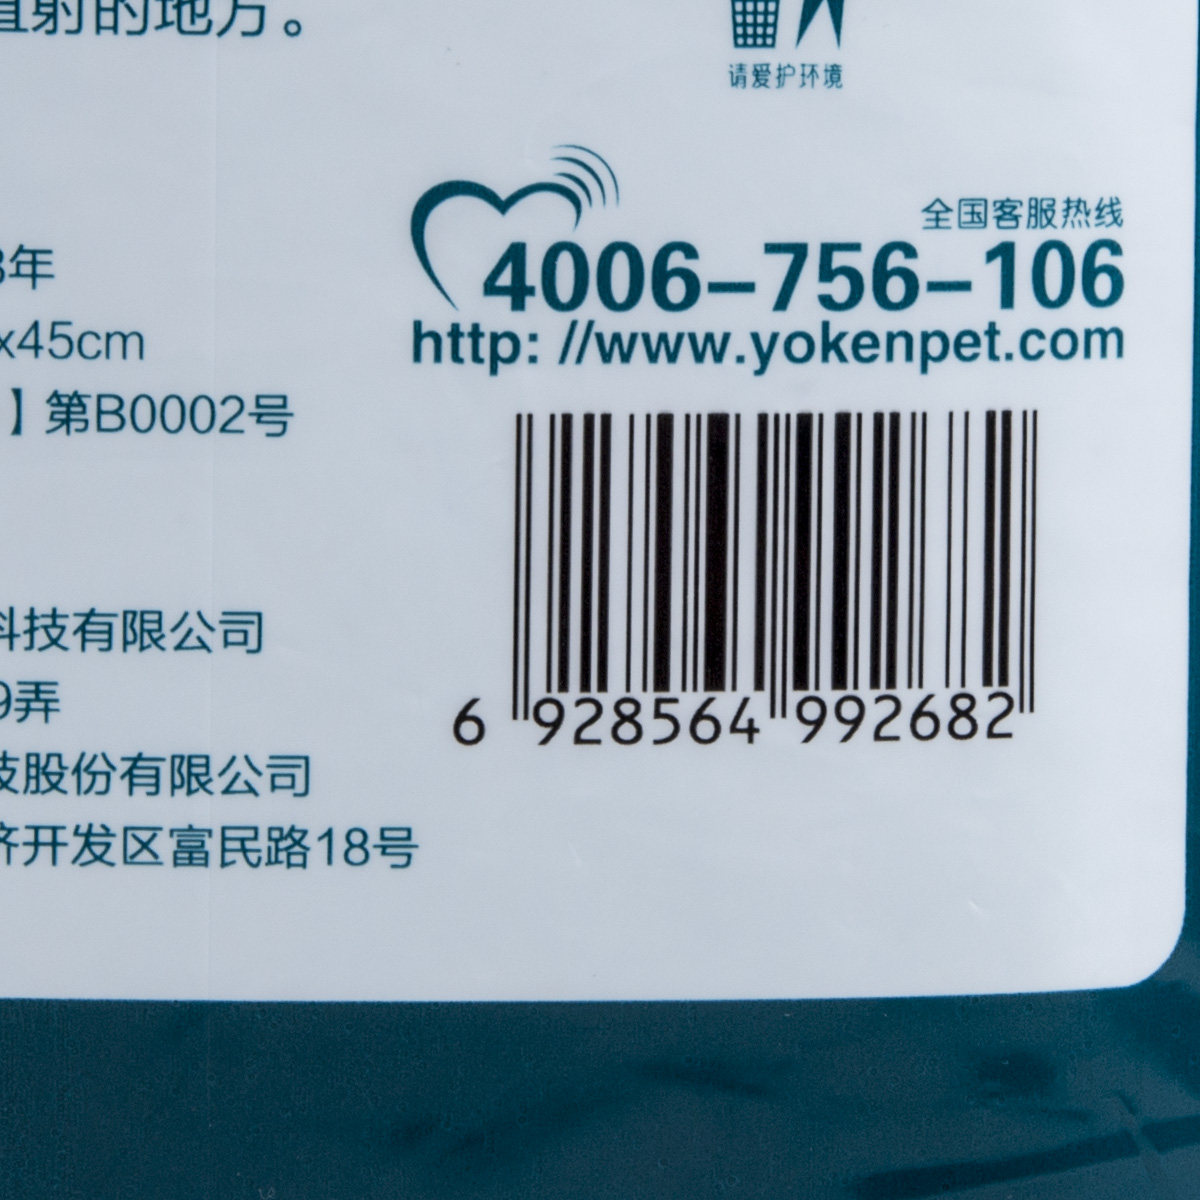 直射的地方。
请爱护环境
全国客服热线
3年
4006-756-106
x45cm
http: //www.yokenpet.com
】第B0002号
科技有限公司
9弄
6 928564 992682
技股份有限公司
济开发区富民路18号